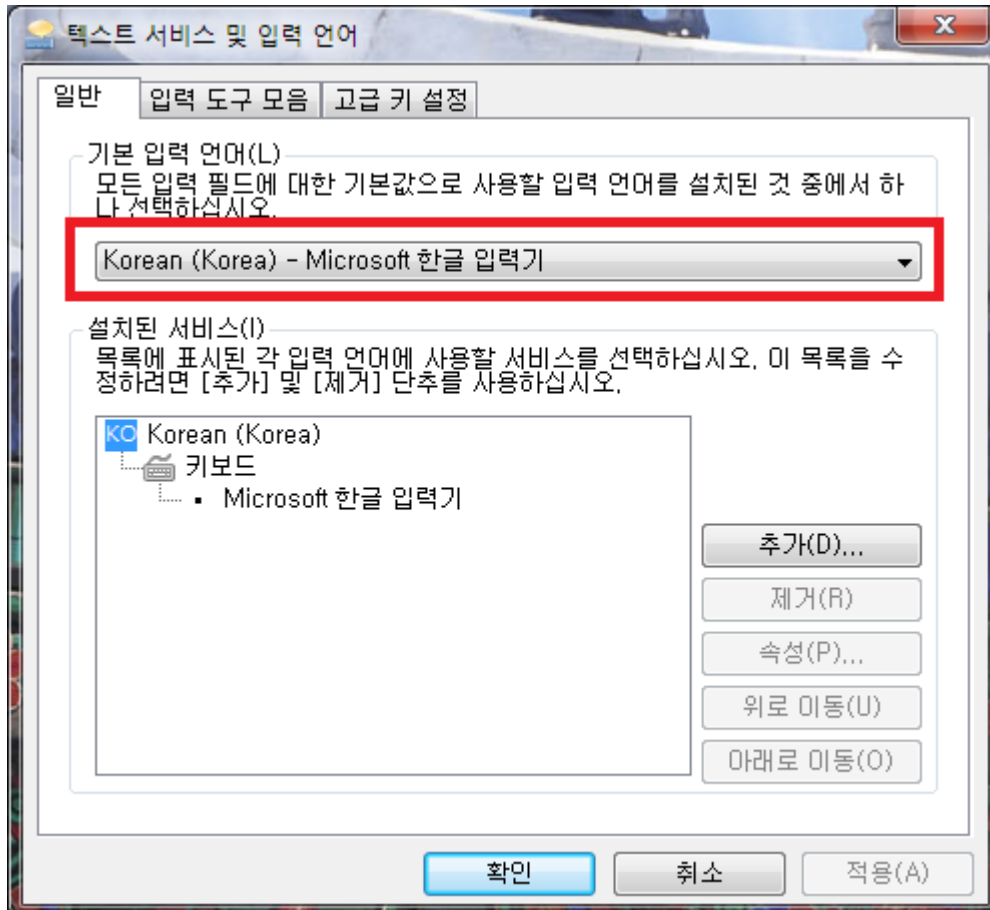 텍스트 서비스 및 입력 언어
일반
입력 도구 모음
고급 키 설정
기본 입력 언어(L)
모든 입력 필드에 대한 기본값으로 사용할 입력 언어를 설치된 것 중에서 하
나 선택하십시오.
Korean (Korea) - Microsoft 한글 입력기
설치된 서비스(I)
목록에 표시된 각 입력 언어에 사용할 서비스를 선택하십시오. 이 목록을 수
정하려면 [추가] 및 [제거] 단추를 사용하십시오.
KO Korean (Korea)
키보드
Microsoft 한글 입력기
추가(D)...
제거(R)
속성(P)...
위로 이동(U)
아래로 이동(O)
확인
취소
적용(A)